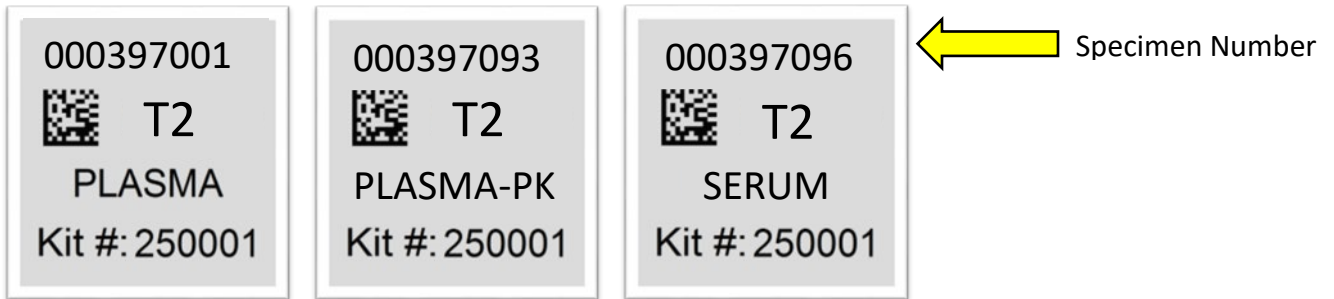 000397001
T2
PLASMA
Kit #: 250001
000397093
T2
PLASMA-PK
Kit #: 250001
000397096
T2
SERUM
Kit #: 250001
Specimen Number